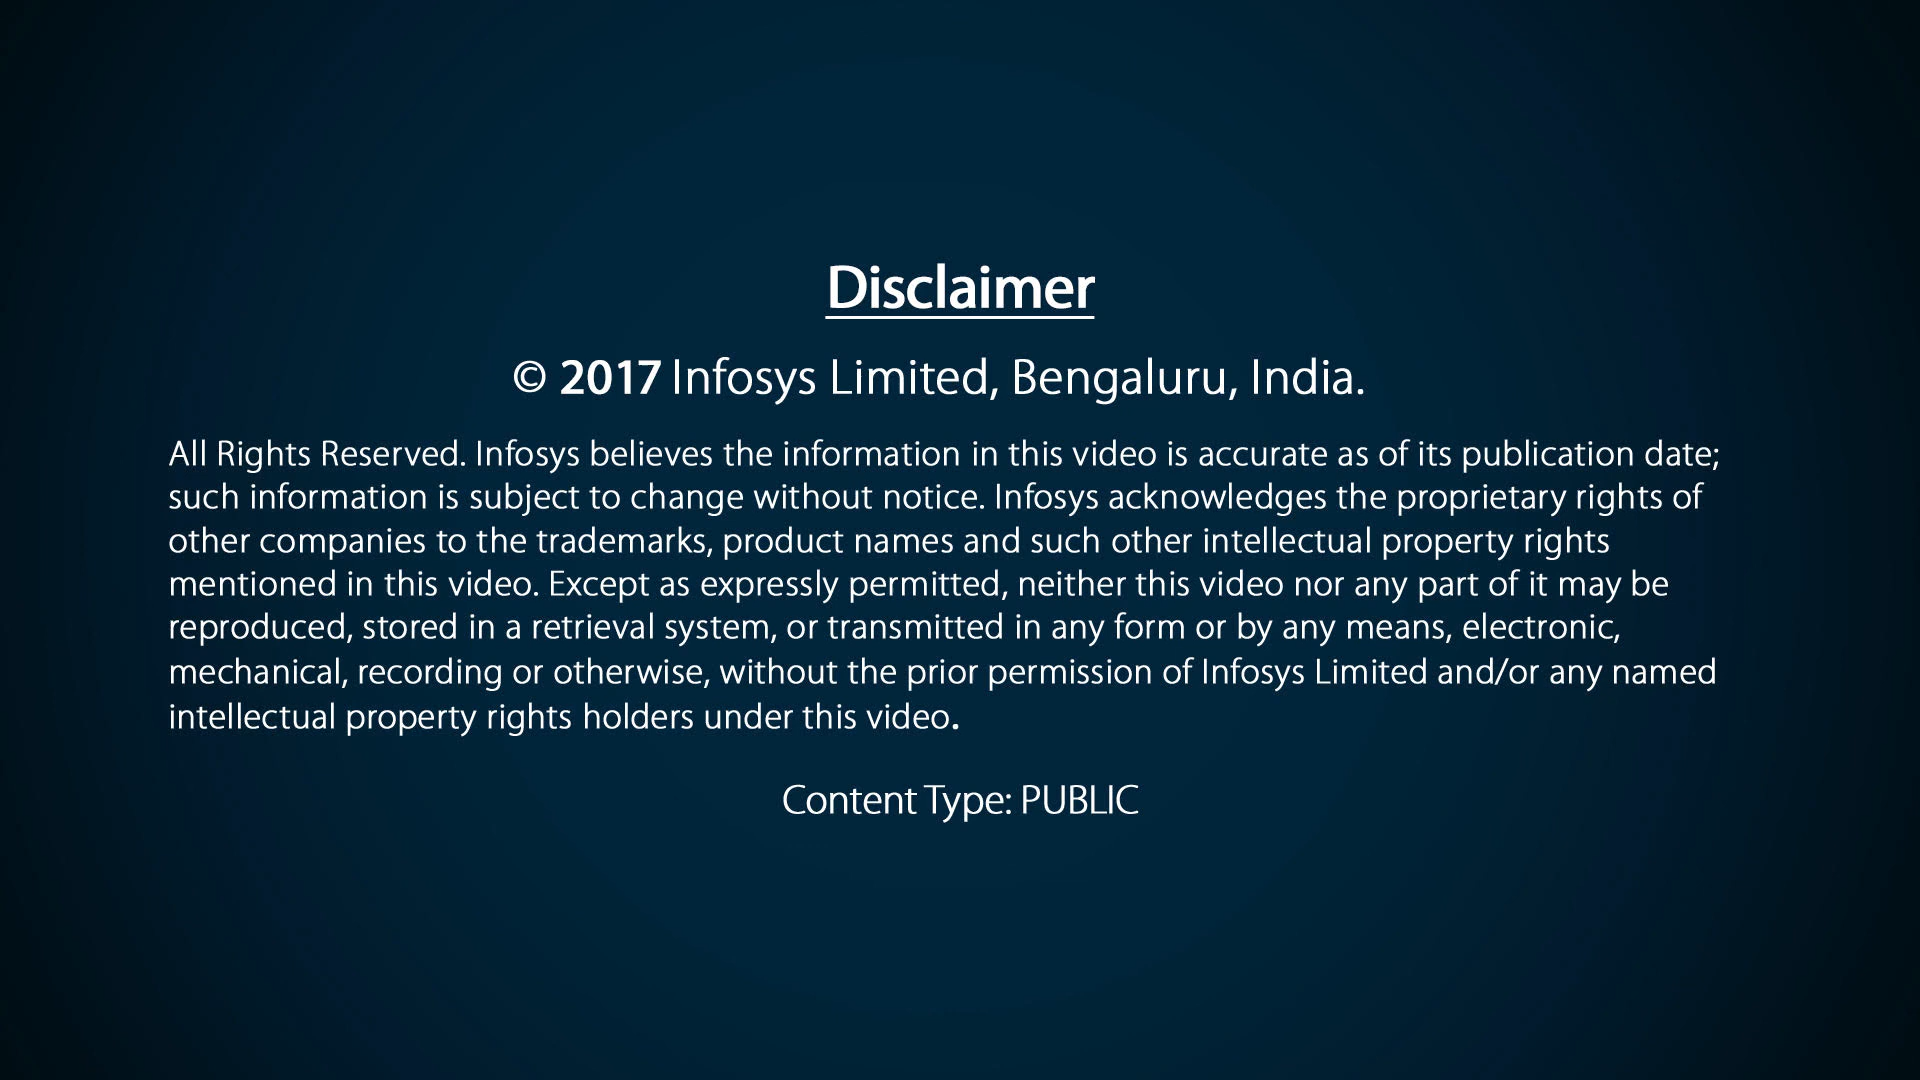 Disclaimer
© 2017 Infosys Limited, Bengaluru, India.
All Rights Reserved. Infosys believes the information in this video is accurate as of its publication date;
such information is subject to change without notice. Infosys acknowledges the proprietary rights of
other companies to the trademarks, product names and such other intellectual property rights
mentioned in this video. Except as expressly permitted, neither this video nor any part of it may be
reproduced, stored in a retrieval system, or transmitted in any form or by any means, electronic,
mechanical, recording or otherwise, without the prior permission of Infosys Limited and/or any named
intellectual property rights holders under this video.
Content Type: PUBLIC